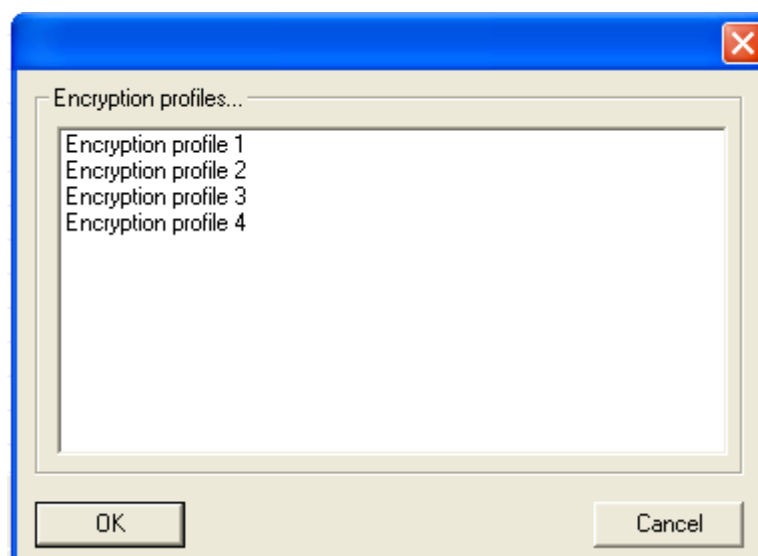 Encryption profiles...
Encryption profile 1
Encryption profile 2
Encryption profile 3
Encryption profile 4
OK
Cancel